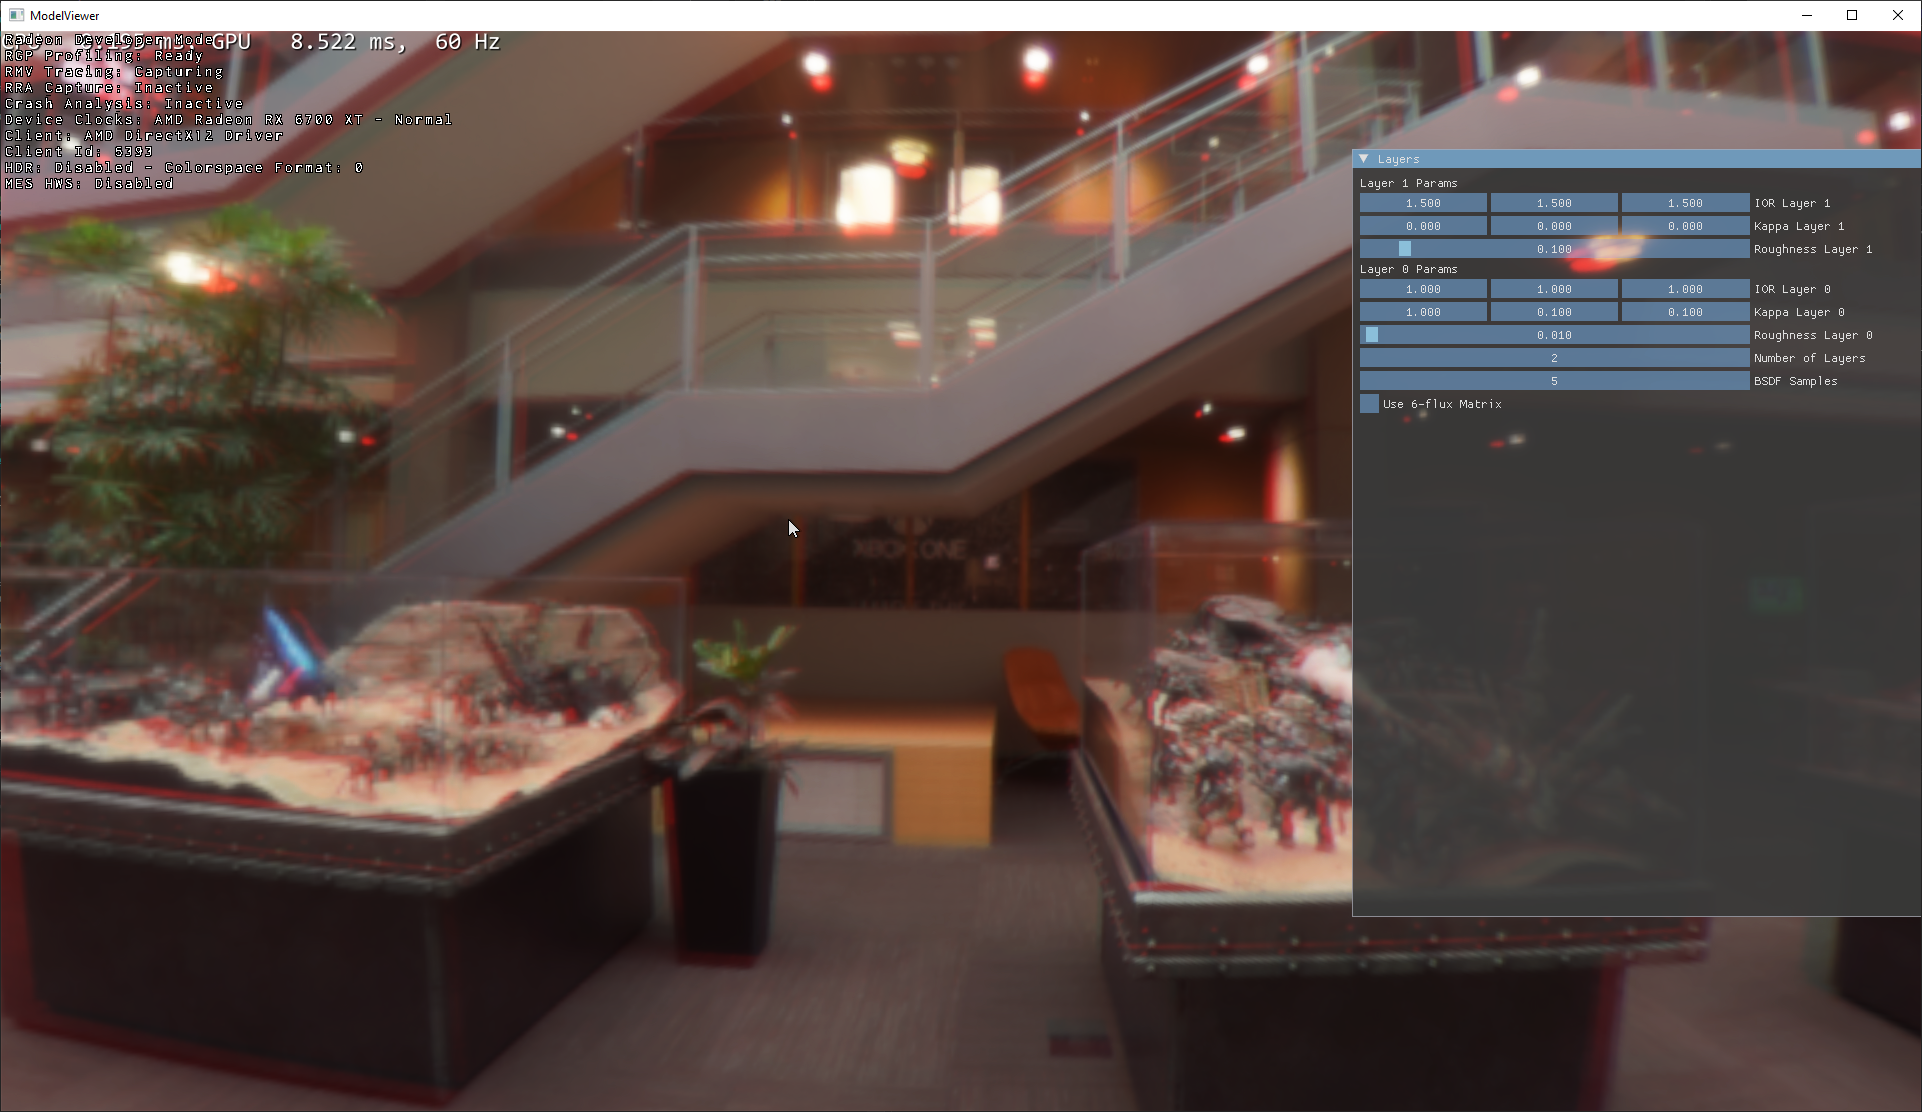 ModelViewer
GPU 8.522 ms, 60 Hz
Radeon Developer Mode
RGP Profiling: Ready
RMV Tracing: Capturing
RRA Capture: Inactive
Crash Analysis: Inactive
Device Clocks: AMD Radeon RX 6700 XT - Normal
Client: AMD DirectX12 Driver
Client Id: 5393
HDR: Disabled - Colorspace Format: 0
MES HWS: Disabled
Layers
Layer 1 Params
1.500 1.500 1.500 IOR Layer 1
0.000 0.000 0.000 Kappa Layer 1
0.100 Roughness Layer 1
Layer 0 Params
1.000 1.000 1.000 IOR Layer 0
1.000 0.100 0.100 Kappa Layer 0
0.010 Roughness Layer 0
2 Number of Layers
5 BSDF Samples
Use 6-flux Matrix
XBOX ONE